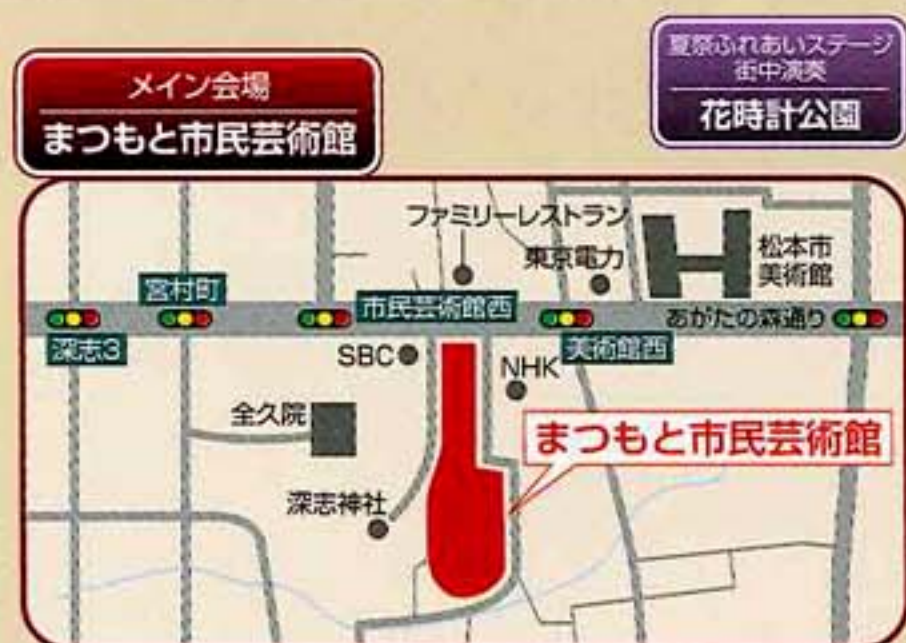 メイン会場
まつもと市民芸術館
夏祭ふれあいステージ
街中演奏
花時計公園
ファミリーレストラン
東京電力
松本市
美術館
宮村町
市民芸術館西
あがたの森通り
深志3
SBC
美術館西
NHK
全久院
まつもと市民芸術館
深志神社